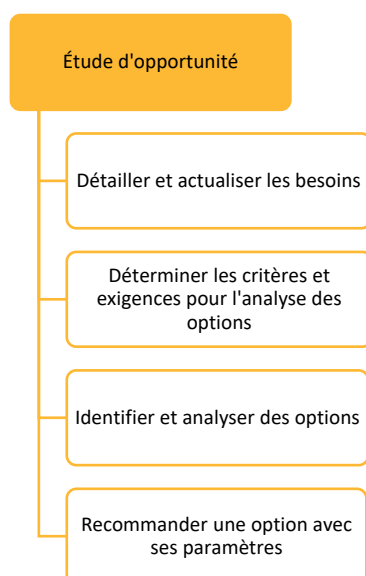 Étude d'opportunité
Détailler et actualiser les besoins
Déterminer les critères et
exigences pour l'analyse des
options
Identifier et analyser des options
Recommander une option avec
ses paramètres